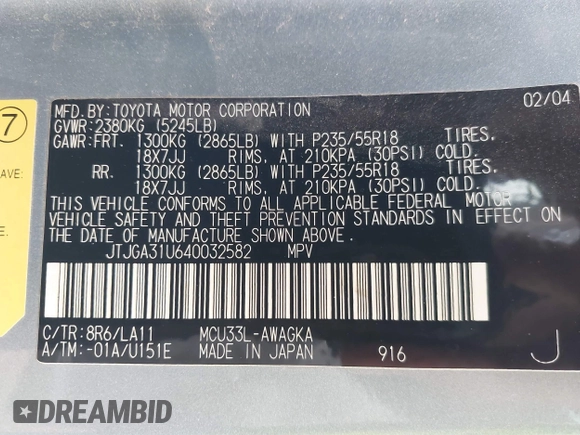 MFD. BY: TOYOTA MOTOR CORPORATION 02/04
GVWR: 2380KG (5245LB)
GAWR: FRT. 1300KG (2865LB) WITH P235/55R18 TIRES.
18X7JJ RIMS, AT 210KPA (30PSI) COLD.
RR. 1300KG (2865LB) WITH P235/55R18 TIRES.
18X7JJ RIMS, AT 210KPA (30PSI) COLD.
THIS VEHICLE CONFORMS TO ALL APPLICABLE FEDERAL MOTOR
VEHICLE SAFETY AND THEFT PREVENTION STANDARDS IN EFFECT ON
THE DATE OF MANUFACTURE SHOWN ABOVE.
JTJGA31U640032582 MPV
C/TR: 8R6/LA11 MCU33L-AWAGKA
A/TM: -01A/U151E MADE IN JAPAN 916 J
7
AVE:
DREAMBID